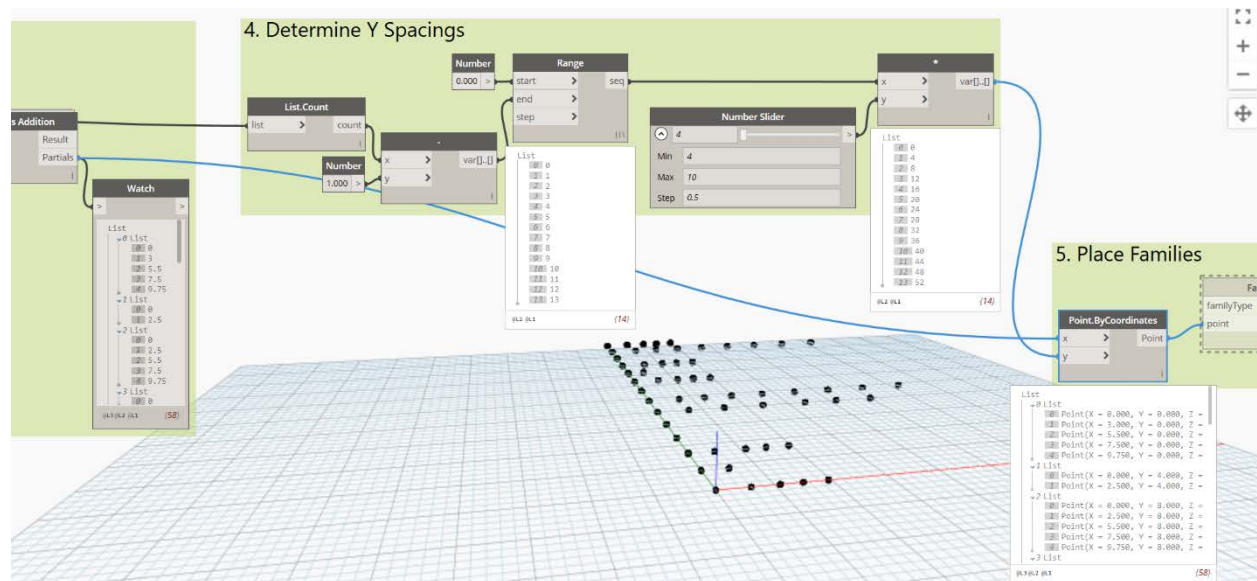 4. Determine Y Spacings
s Addition
Result
Partials
Watch
> >
List
0 List
0 0
1 3
2 5.5
3 7.5
4 9.75
1 List
0 0
1 2.5
2 List
0 0
1 2.5
2 5.5
3 7.5
4 9.75
3 List
0 0
@L3 @L2 @L1 {58}
List.Count
list > count
Number
1.000 >
-
x > var[]..[]
y >
Number
0.000 >
Range
start > seq
end >
step >
List
0 0
1 1
2 2
3 3
4 4
5 5
6 6
7 7
8 8
9 9
10 10
11 11
12 12
13 13
@L2 @L1 {14}
Number Slider
4 >
Min 4
Max 10
Step 0.5
*
x > var[]..[]
y >
List
0 0
1 4
2 8
3 12
4 16
5 20
6 24
7 28
8 32
9 36
10 40
11 44
12 48
13 52
@L2 @L1 {14}
5. Place Families
Point.ByCoordinates
x > Point
y >
List
0 List
0 Point(X = 0.000, Y = 0.000, Z =
1 Point(X = 3.000, Y = 0.000, Z =
2 Point(X = 5.500, Y = 0.000, Z =
3 Point(X = 7.500, Y = 0.000, Z =
4 Point(X = 9.750, Y = 0.000, Z =
1 List
0 Point(X = 0.000, Y = 4.000, Z =
1 Point(X = 2.500, Y = 4.000, Z =
2 List
0 Point(X = 0.000, Y = 8.000, Z =
1 Point(X = 2.500, Y = 8.000, Z =
2 Point(X = 5.500, Y = 8.000, Z =
3 Point(X = 7.500, Y = 8.000, Z =
4 Point(X = 9.750, Y = 8.000, Z =
3 List
@L3 @L2 @L1 {58}
Fa
familyType
point